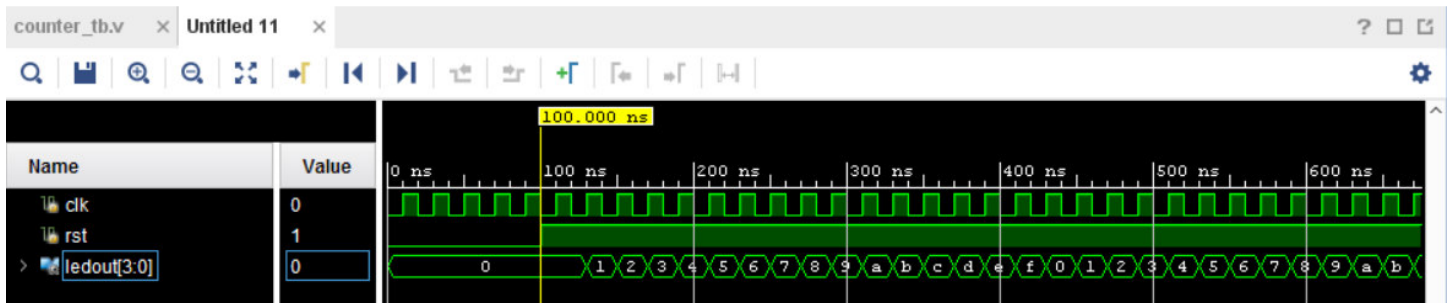 counter_tb.v × Untitled 11 ×
100.000 ns
Name Value
0 ns 100 ns 200 ns 300 ns 400 ns 500 ns 600 ns
clk 0
rst 1
ledout[3:0] 0 0 1 2 3 4 5 6 7 8 9 a b c d e f 0 1 2 3 4 5 6 7 8 9 a b